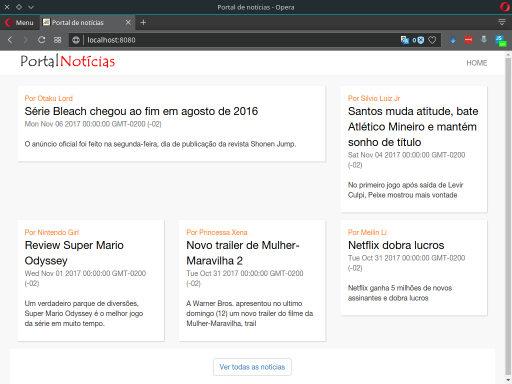 Portal de notícias - Opera
Menu
Portal de notícias
localhost:8080
0
PortalNotícias
HOME
Por Otaku Lord
Série Bleach chegou ao fim em agosto de 2016
Mon Nov 06 2017 00:00:00 GMT-0200 (-02)
O anúncio oficial foi feito na segunda-feira, dia de publicação da revista Shonen Jump.
Por Silvio Luiz Jr
Santos muda atitude, bate
Atlético Mineiro e mantém
sonho de título
Sat Nov 04 2017 00:00:00 GMT-0200
(-02)
No primeiro jogo após saída de Levir
Culpi, Peixe mostrou mais vontade
Por Nintendo Girl
Review Super Mario
Odyssey
Wed Nov 01 2017 00:00:00 GMT-0200
(-02)
Um verdadeiro parque de diversões,
Super Mario Odyssey é o melhor jogo
da série em muito tempo.
Por Princessa Xena
Novo trailer de Mulher-
Maravilha 2
Tue Oct 31 2017 00:00:00 GMT-0200
(-02)
A Warner Bros. apresentou no ultimo
domingo (12) um novo trailer do filme da
Mulher-Maravilha, trail
Por Meilin Li
Netflix dobra lucros
Tue Oct 31 2017 00:00:00 GMT-0200
(-02)
Netflix ganha 5 milhões de novos
assinantes e dobra lucros
Ver todas as notícias